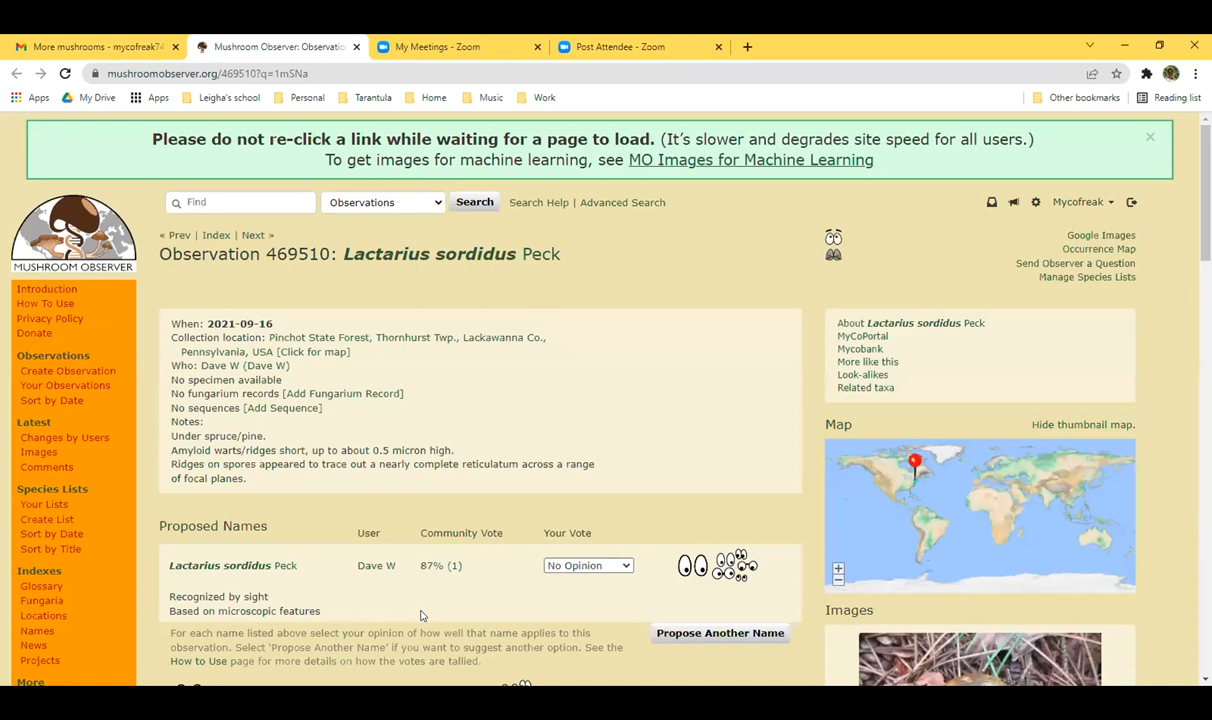 More mushrooms - mycofreak74
Mushroom Observer: Observatio
My Meetings - Zoom
Post Attendee - Zoom
mushroomobserver.org/469510?q=1mSNa
Apps
My Drive
Apps
Leigha's school
Personal
Tarantula
Home
Music
Work
Other bookmarks
Reading list
Please do not re-click a link while waiting for a page to load. (It's slower and degrades site speed for all users.)
To get images for machine learning, see MO Images for Machine Learning
MUSHROOM OBSERVER
Find
Observations
Search
Search Help | Advanced Search
Mycofreak
« Prev | Index | Next »
Observation 469510: Lactarius sordidus Peck
Google Images
Occurrence Map
Send Observer a Question
Manage Species Lists
Introduction
How To Use
Privacy Policy
Donate
Observations
Create Observation
Your Observations
Sort by Date
Latest
Changes by Users
Images
Comments
Species Lists
Your Lists
Create List
Sort by Date
Sort by Title
Indexes
Glossary
Fungaria
Locations
Names
News
Projects
More
When: 2021-09-16
Collection location: Pinchot State Forest, Thornhurst Twp., Lackawanna Co.,
Pennsylvania, USA [Click for map]
Who: Dave W (Dave W)
No specimen available
No fungarium records [Add Fungarium Record]
No sequences [Add Sequence]
Notes:
Under spruce/pine.
Amyloid warts/ridges short, up to about 0.5 micron high.
Ridges on spores appeared to trace out a nearly complete reticulatum across a range
of focal planes.
Proposed Names
User
Community Vote
Your Vote
Lactarius sordidus Peck
Dave W
87% (1)
No Opinion
Recognized by sight
Based on microscopic features
For each name listed above select your opinion of how well that name applies to this
observation. Select 'Propose Another Name' if you want to suggest another option. See the
How to Use page for more details on how the votes are tallied.
Propose Another Name
About Lactarius sordidus Peck
MyCoPortal
Mycobank
More like this
Look-alikes
Related taxa
Map
Hide thumbnail map.
Images